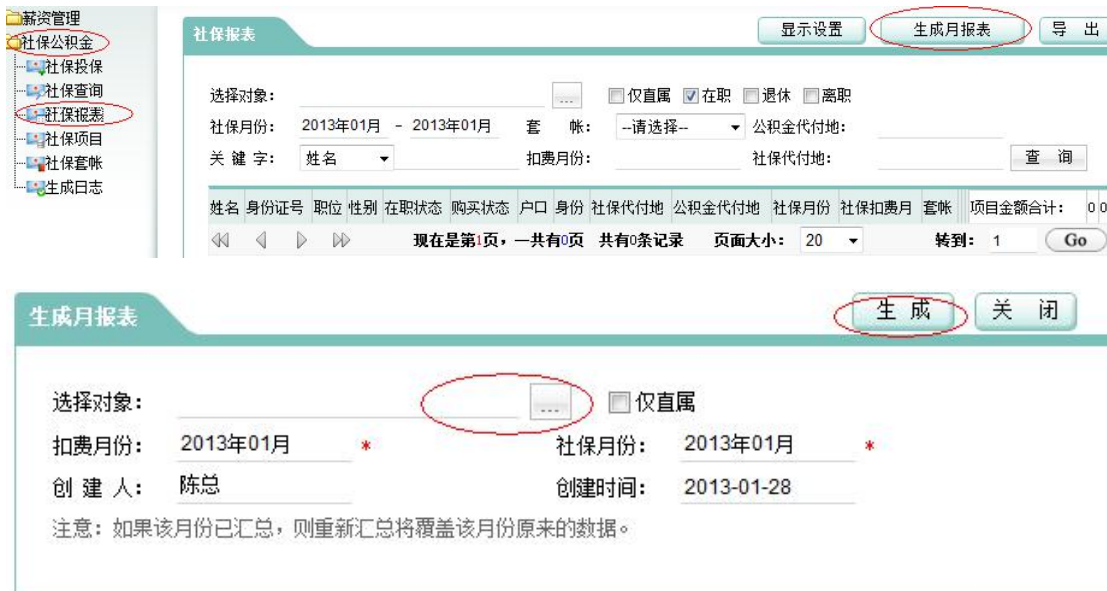 薪资管理
社保公积金
社保投保
社保查询
社保报表
社保项目
社保套帐
生成日志
社保报表 显示设置 生成月报表 导 出
选择对象： ... 仅直属 在职 退休 离职
社保月份： 2013年01月 - 2013年01月 套 帐： --请选择-- 公积金代付地：
关 键 字： 姓名 扣费月份： 社保代付地： 查 询
姓名 身份证号 职位 性别 在职状态 购买状态 户口 身份 社保代付地 公积金代付地 社保月份 社保扣费月 套帐 项目金额合计： 0 0
现在是第1页，一共有0页 共有0条记录 页面大小： 20 转到： 1 Go
生成月报表 生 成 关 闭
选择对象： ... 仅直属
扣费月份： 2013年01月 * 社保月份： 2013年01月 *
创 建 人： 陈总 创建时间： 2013-01-28
注意：如果该月份已汇总，则重新汇总将覆盖该月份原来的数据。